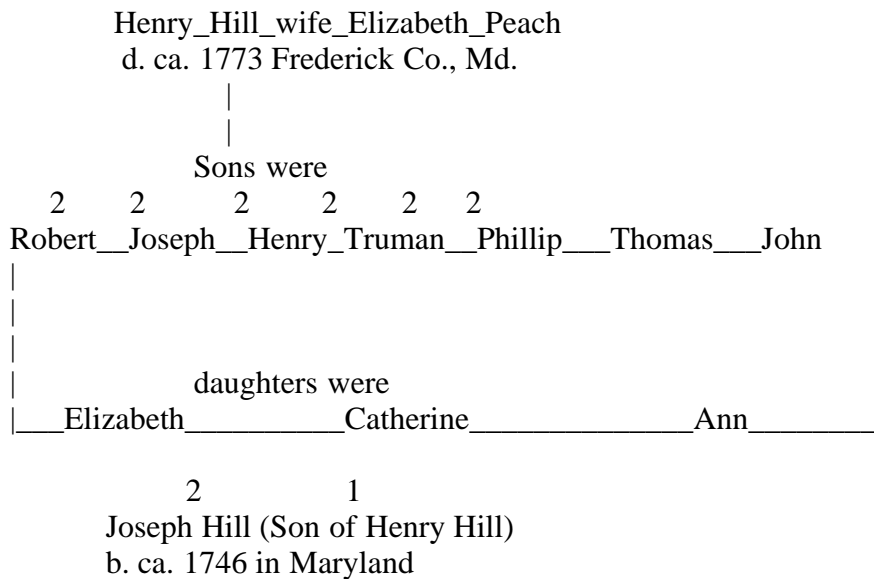 Henry_Hill_wife_Elizabeth_Peach
d. ca. 1773 Frederick Co., Md.
|
|
Sons were
2 2 2 2 2 2
Robert__Joseph__Henry_Truman__Phillip___Thomas___John
|
|
|
| daughters were
|___Elizabeth__________Catherine______________Ann________
2 1
Joseph Hill (Son of Henry Hill)
b. ca. 1746 in Maryland